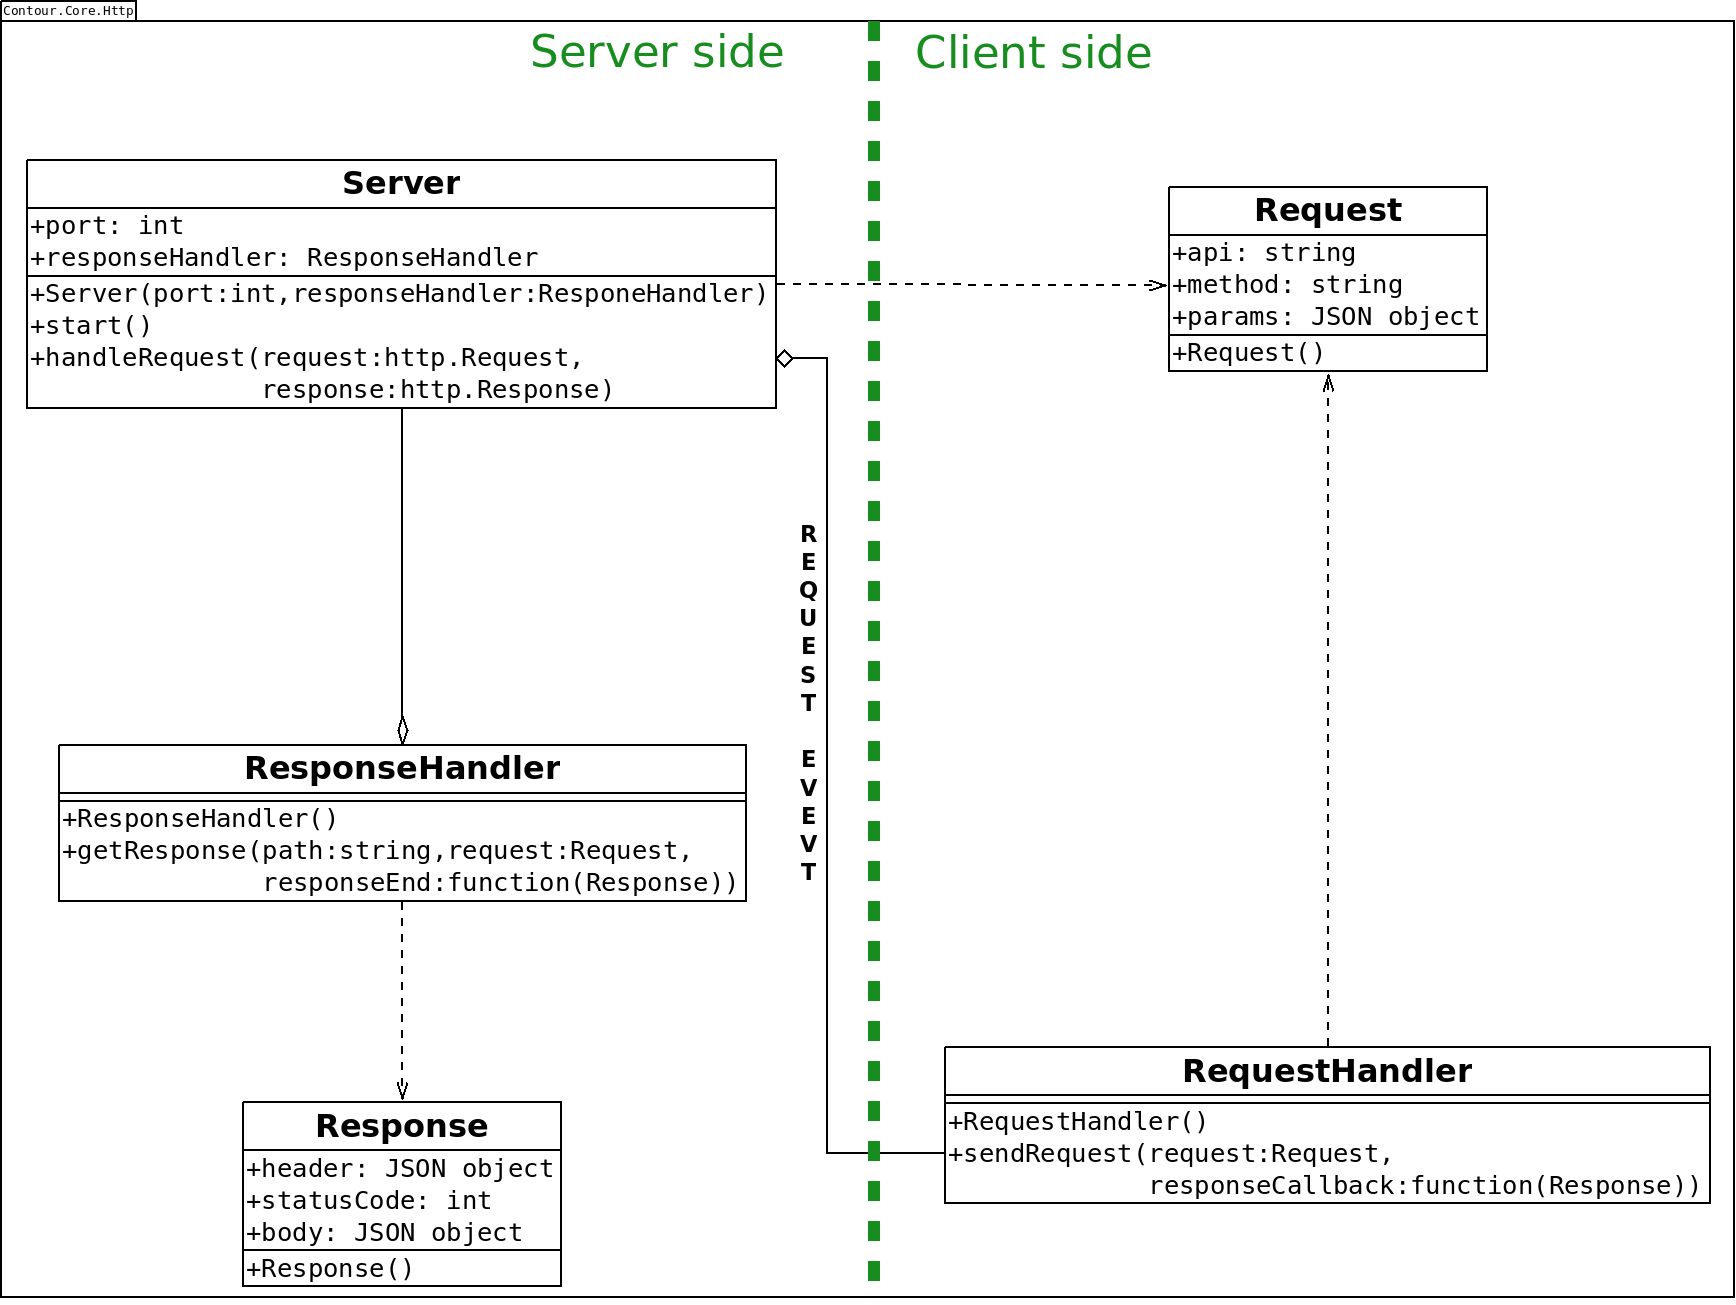 Contour.Core.Http
Server side
Client side
Server
+port: int
+responseHandler: ResponseHandler
+Server(port:int,responseHandler:ResponeHandler)
+start()
+handleRequest(request:http.Request,
response:http.Response)
Request
+api: string
+method: string
+params: JSON object
+Request()
REQUEST EVEVT
ResponseHandler
+ResponseHandler()
+getResponse(path:string,request:Request,
responseEnd:function(Response))
Response
+header: JSON object
+statusCode: int
+body: JSON object
+Response()
RequestHandler
+RequestHandler()
+sendRequest(request:Request,
responseCallback:function(Response))